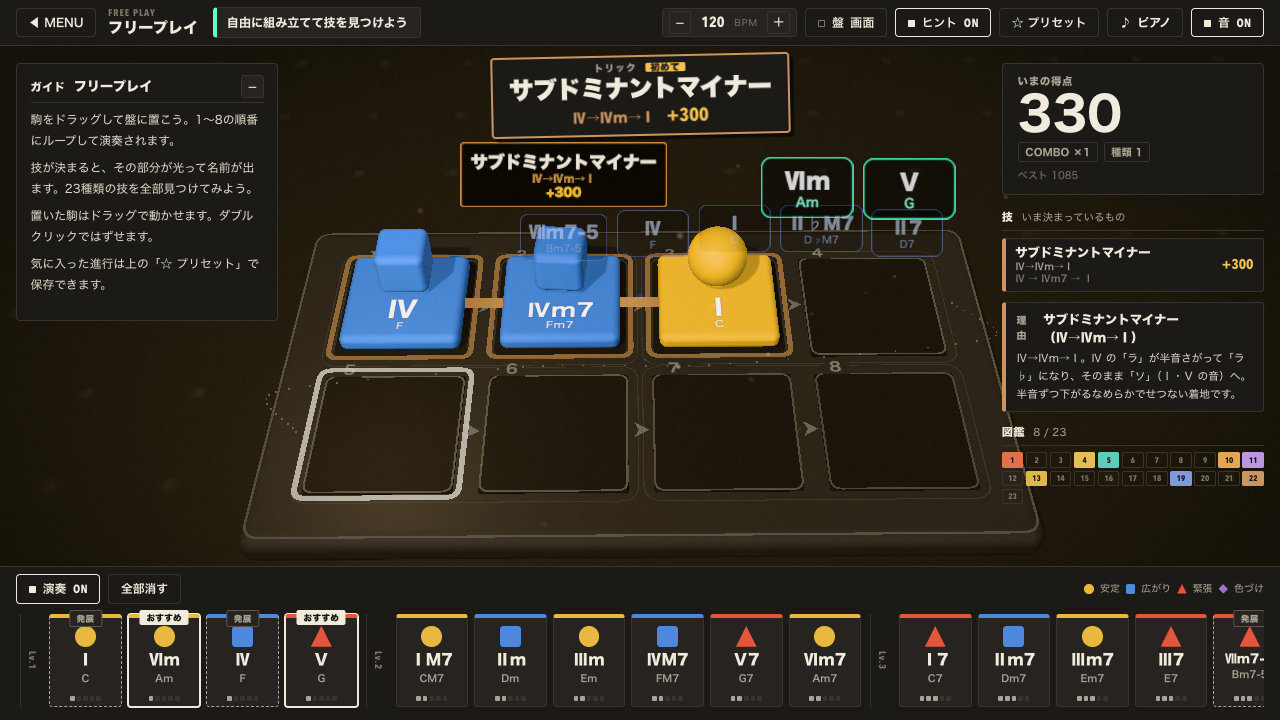 MENU
FREE PLAY
フリープレイ
自由に組み立てて技を見つけよう
− 120 BPM +
盤 画面
ヒント ON
☆ プリセット
♪ ピアノ
音 ON
ガイド フリープレイ
−
駒をドラッグして盤に置こう。1〜8の順番
にループして演奏されます。
技が決まると、その部分が光って名前が出
ます。23種類の技を全部見つけてみよう。
置いた駒はドラッグで動かせます。ダブル
クリックではずせます。
気に入った進行は上の「☆ プリセット」で
保存できます。
トリック 初めて
サブドミナントマイナー
Ⅳ→Ⅳm→Ⅰ +300
サブドミナントマイナー
Ⅳ→Ⅳm→Ⅰ
+300
Ⅵm
Am
Ⅴ
G
Ⅶm7-5
Bm7-5
Ⅳ
F
Ⅰ
Ⅱ♭M7
D♭M7
Ⅱ7
D7
Ⅳ
F
Ⅳm7
Fm7
Ⅰ
C
4
5
6
7
8
いまの得点
330
COMBO ×1
種類 1
ベスト 1085
技 いま決まっているもの
サブドミナントマイナー
Ⅳ→Ⅳm→Ⅰ
Ⅳ → Ⅳm7 → Ⅰ
+300
理由
サブドミナントマイナー
(Ⅳ→Ⅳm→Ⅰ)
Ⅳ→Ⅳm→Ⅰ。Ⅳ の「ラ」が半音さがって「ラ
♭」になり、そのまま「ソ」(Ⅰ・Ⅴ の音)へ。
半音ずつ下がるなめらかでせつない着地です。
図鑑 8 / 23
1 2 3 4 5 6 7 8 9 10 11
12 13 14 15 16 17 18 19 20 21 22
23
演奏 ON
全部消す
安定 広がり 緊張 色づけ
Lv.1
発展
Ⅰ
C
おすすめ
Ⅵm
Am
発展
Ⅳ
F
おすすめ
Ⅴ
G
Lv.2
ⅠM7
CM7
Ⅱm
Dm
Ⅲm
Em
ⅣM7
FM7
Ⅴ7
G7
Ⅵm7
Am7
Lv.3
Ⅰ7
C7
Ⅱm7
Dm7
Ⅲm7
Em7
Ⅲ7
E7
発展
Ⅶm7-
Bm7-5